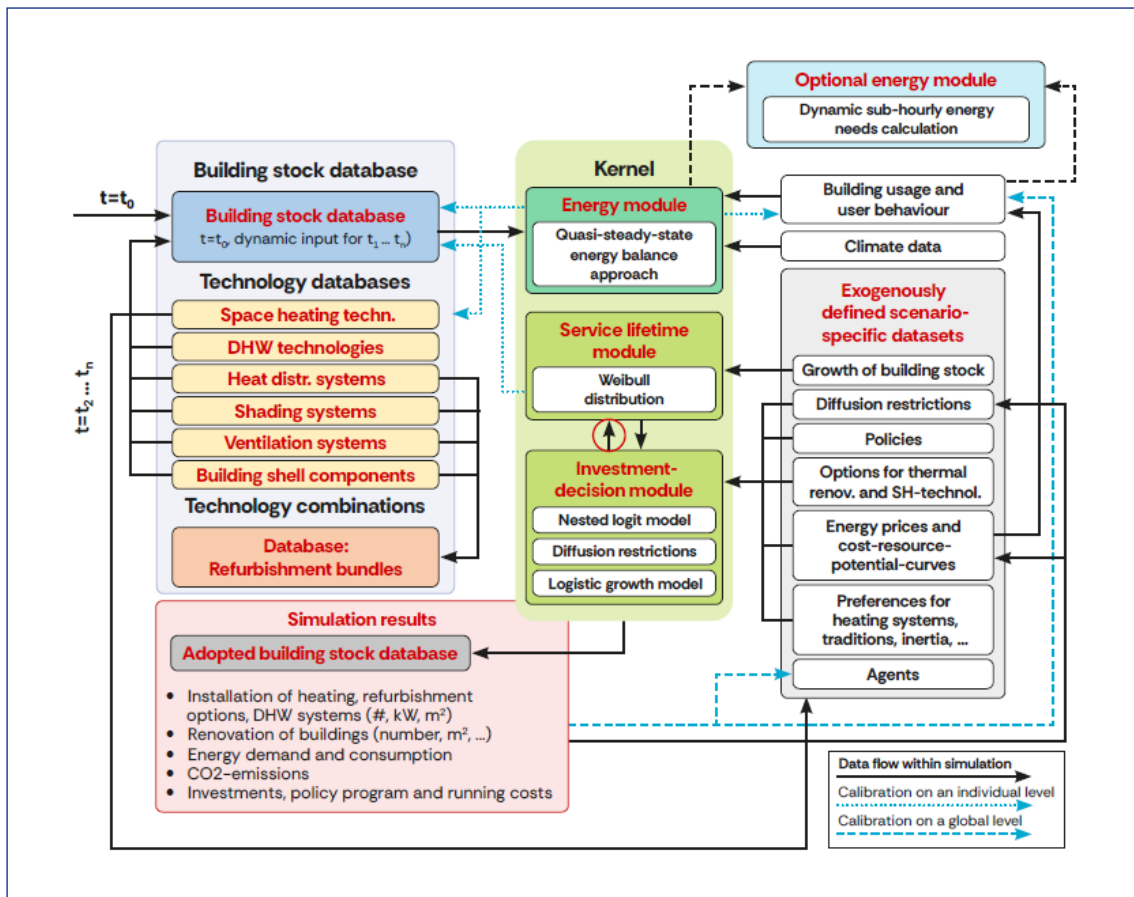 Optional energy module
Dynamic sub-hourly energy
needs calculation
Building stock database
t=t0
Building stock database
t=t0, dynamic input for t1 ... tn)
Technology databases
Space heating techn.
DHW technologies
Heat distr. systems
Shading systems
Ventilation systems
Building shell components
t=t2 ... tn
Technology combinations
Database:
Refurbishment bundles
Kernel
Energy module
Quasi-steady-state
energy balance
approach
Service lifetime
module
Weibull
distribution
Investment-
decision module
Nested logit model
Diffusion restrictions
Logistic growth model
Building usage and
user behaviour
Climate data
Exogenously
defined scenario-
specific datasets
Growth of building stock
Diffusion restrictions
Policies
Options for thermal
renov. and SH-technol.
Energy prices and
cost-resource-
potential-curves
Preferences for
heating systems,
traditions, inertia, ...
Agents
Simulation results
Adopted building stock database
• Installation of heating, refurbishment
options, DHW systems (#, kW, m²)
• Renovation of buildings (number, m², ...)
• Energy demand and consumption
• CO2-emissions
• Investments, policy program and running costs
Data flow within simulation
Calibration on an individual level
Calibration on a global level